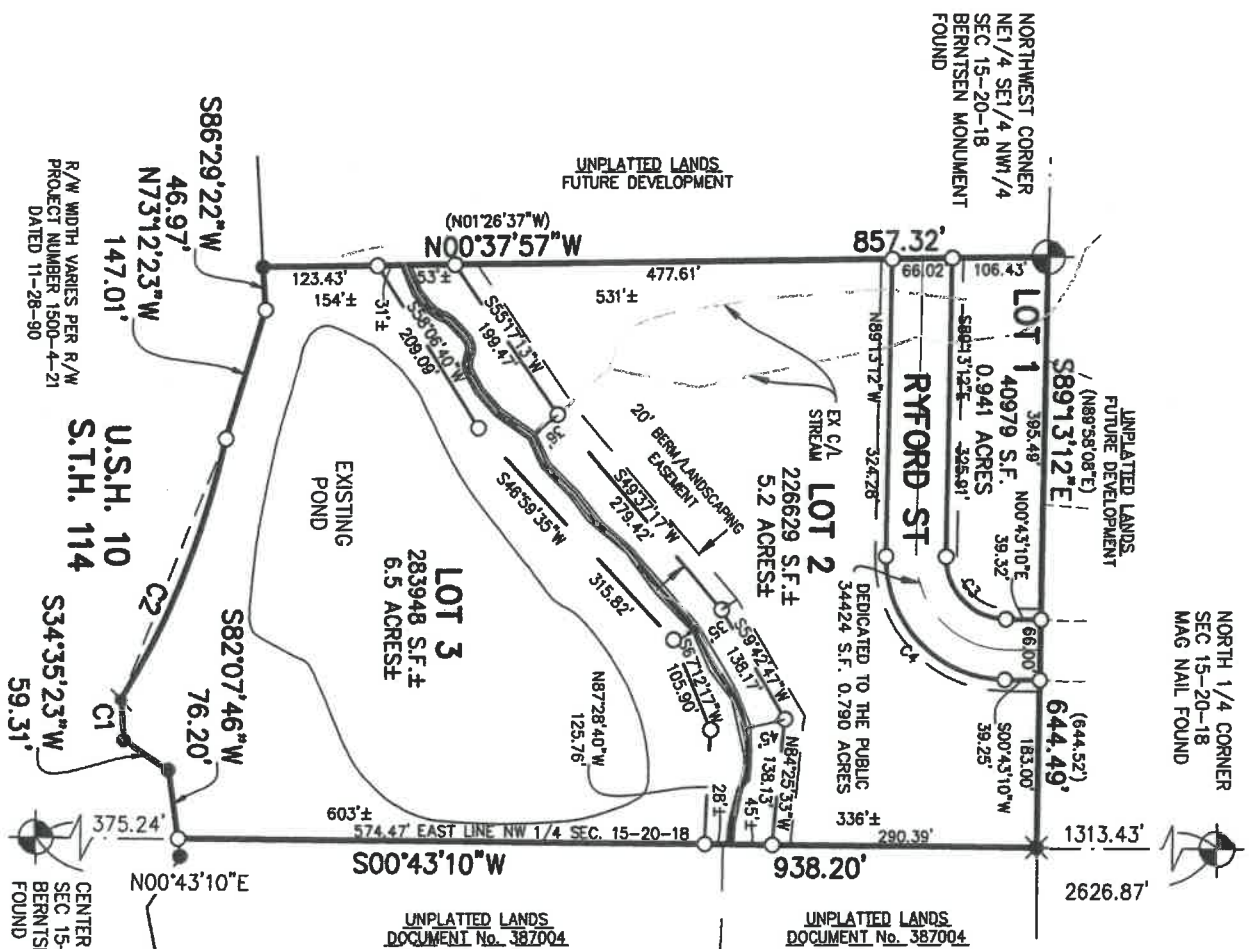 NORTHWEST CORNER
NE1/4 SE1/4 NW1/4
SEC 15-20-18
BERNTSEN MONUMENT
FOUND
UNPLATTED LANDS
FUTURE DEVELOPMENT
(N89°58'08"E)
S89°13'12"E
395.49'
66.00'
183.00'
(644.52')
644.49'
NORTH 1/4 CORNER
SEC 15-20-18
MAG NAIL FOUND
1313.43'
2626.87'
UNPLATTED LANDS
FUTURE DEVELOPMENT
(N01°26'37"W)
N00°37'57"W
857.32'
123.43'
154'±
31'±
53'±
477.61'
531'±
66.02
106.43'
LOT 1
40979 S.F.
0.941 ACRES
S89°13'12"E
325.91'
N00°43'10"E
39.32'
C3
RYFORD ST
N89°13'12"W
324.28'
C4
S00°43'10"W
39.25'
DEDICATED TO THE PUBLIC
34424 S.F. 0.790 ACRES
EX C/L
STREAM
LOT 2
226629 S.F.±
5.2 ACRES±
20' BERM/LANDSCAPING
EASEMENT
S55°17'13"W
199.47'
S49°37'17"W
279.42'
S59°42'47"W
138.17'
N84°25'33"W
138.13'
35'
S58°06'40"W
209.09'
S46°59'35"W
315.82'
S67°12'17"W
105.90'
N87°28'40"W
125.76'
LOT 3
283948 S.F.±
6.5 ACRES±
EXISTING
POND
336'±
290.39'
45'±
28'±
603'±
574.47' EAST LINE NW 1/4 SEC. 15-20-18
S00°43'10"W
938.20'
UNPLATTED LANDS
DOCUMENT No. 387004
UNPLATTED LANDS
DOCUMENT No. 387004
S86°29'22"W
46.97'
N73°12'23"W
147.01'
R/W WIDTH VARIES PER R/W
PROJECT NUMBER 1500-4-21
DATED 11-28-90
U.S.H. 10
S.T.H. 114
C2
C1
S34°35'23"W
59.31'
S82°07'46"W
76.20'
375.24'
N00°43'10"E
CENTER
SEC 15-
BERNTS
FOUND